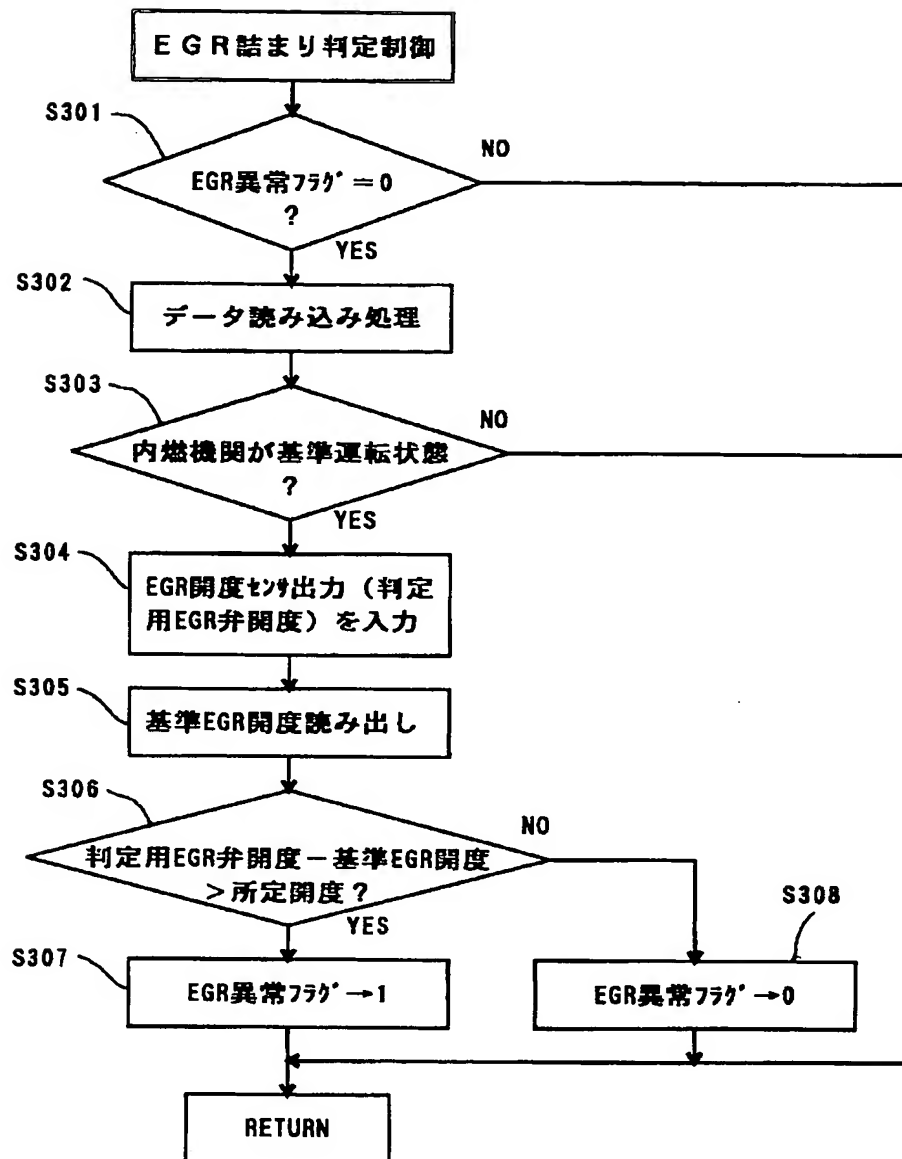 EGR詰まり判定制御
S301
NO
EGR異常ﾌﾗｸﾞ=0
?
YES
S302
データ読み込み処理
S303
NO
内燃機関が基準運転状態
?
YES
S304
EGR開度ｾﾝｻ出力(判定
用EGR弁開度)を入力
S305
基準EGR開度読み出し
S306
NO
判定用EGR弁開度-基準EGR開度
>所定開度?
YES
S308
S307
EGR異常ﾌﾗｸﾞ→1
EGR異常ﾌﾗｸﾞ→0
RETURN